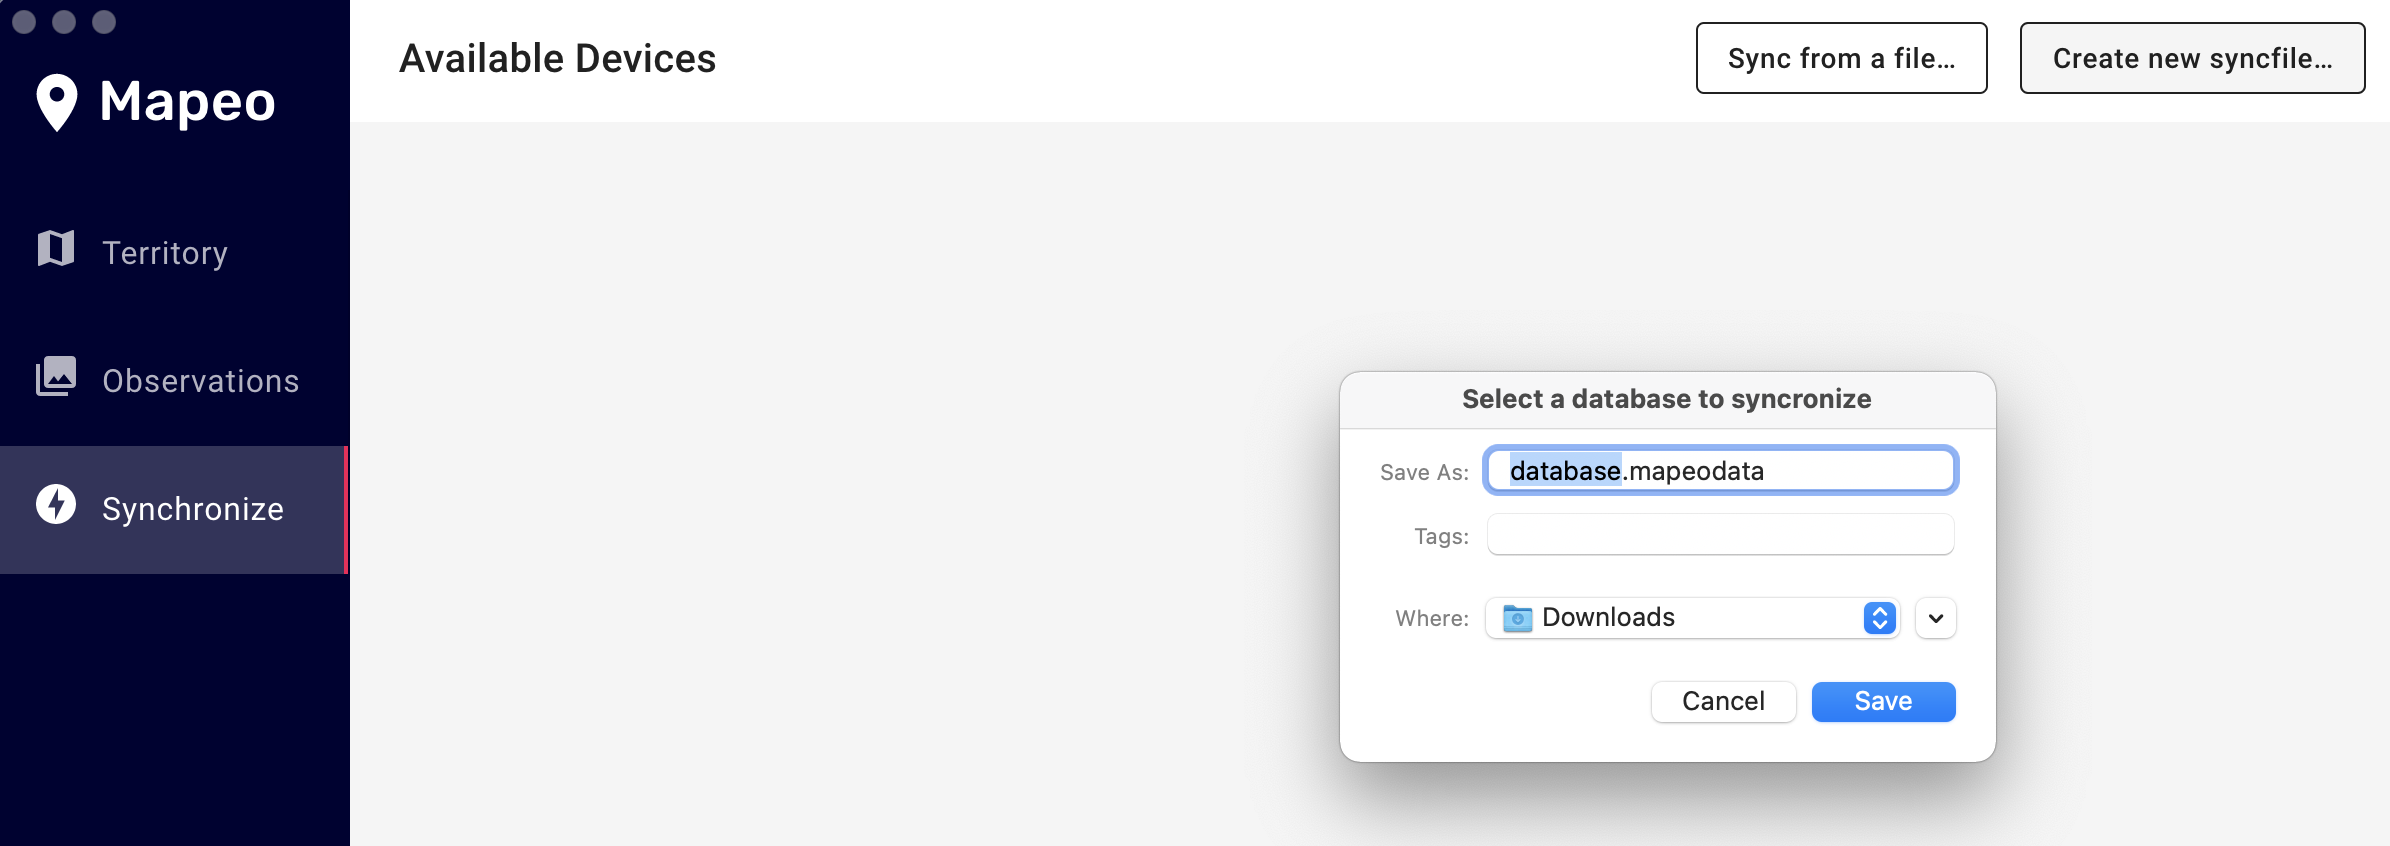 Mapeo
Territory
Observations
Synchronize
Available Devices
Sync from a file…
Create new syncfile…
Select a database to syncronize
Save As: database.mapeodata
Tags:
Where: Downloads
Cancel
Save